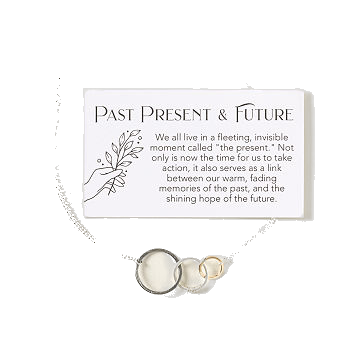 PAST PRESENT & FUTURE
We all live in a fleeting, invisible
moment called "the present." Not
only is now the time for us to take
action, it also serves as a link
between our warm, fading
memories of the past, and the
shining hope of the future.